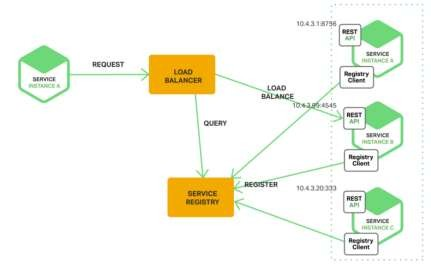 10.4.3.1:8756
REST
API
SERVICE
INSTANCE A
REQUEST
SERVICE
INSTANCE A
LOAD
BALANCER
Registry
Client
LOAD
BALANCE
10.4.3.99:4545
REST
API
QUERY
SERVICE
INSTANCE B
Registry
Client
REGISTER
10.4.3.20:333
SERVICE
REGISTRY
REST
API
SERVICE
INSTANCE C
Registry
Client